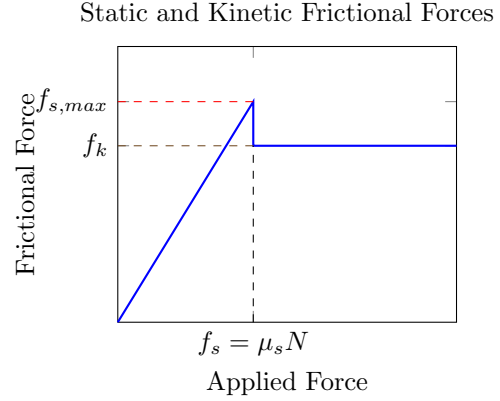 Static and Kinetic Frictional Forces
Frictional Force
f_{s,max}
f_k
f_s = μ_s N
Applied Force